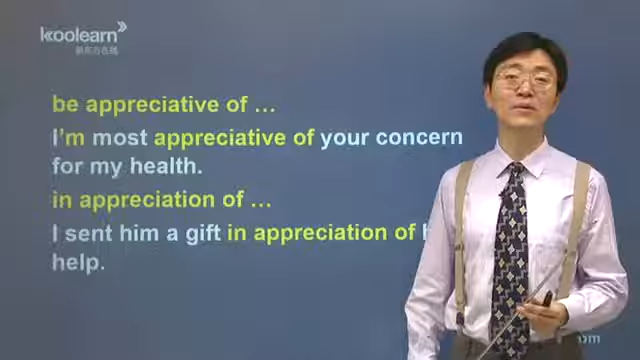 koolearn
新东方在线
be appreciative of …
I'm most appreciative of your concern
for my health.
in appreciation of …
I sent him a gift in appreciation of
help.
om